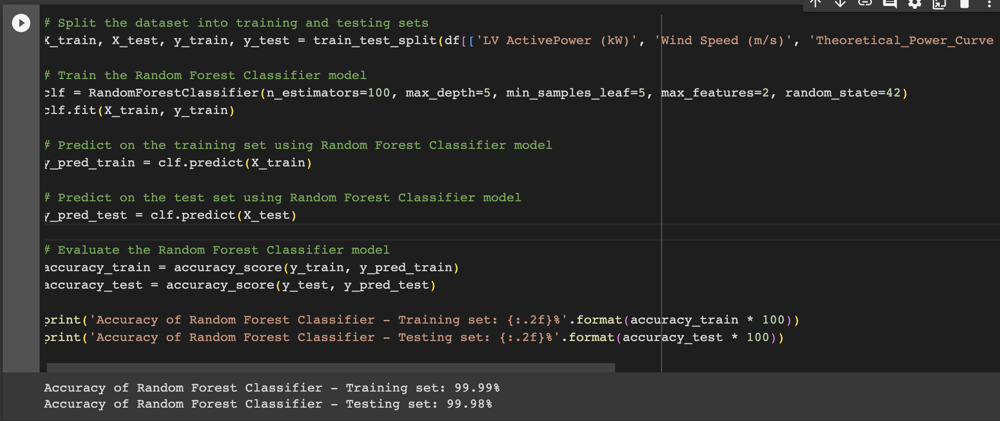 # Split the dataset into training and testing sets
X_train, X_test, y_train, y_test = train_test_split(df[['LV ActivePower (kW)', 'Wind Speed (m/s)', 'Theoretical_Power_Curve
# Train the Random Forest Classifier model
clf = RandomForestClassifier(n_estimators=100, max_depth=5, min_samples_leaf=5, max_features=2, random_state=42)
clf.fit(X_train, y_train)
# Predict on the training set using Random Forest Classifier model
y_pred_train = clf.predict(X_train)
# Predict on the test set using Random Forest Classifier model
y_pred_test = clf.predict(X_test)
# Evaluate the Random Forest Classifier model
accuracy_train = accuracy_score(y_train, y_pred_train)
accuracy_test = accuracy_score(y_test, y_pred_test)
print('Accuracy of Random Forest Classifier - Training set: {:.2f}%'.format(accuracy_train * 100))
print('Accuracy of Random Forest Classifier - Testing set: {:.2f}%'.format(accuracy_test * 100))
Accuracy of Random Forest Classifier - Training set: 99.99%
Accuracy of Random Forest Classifier - Testing set: 99.98%